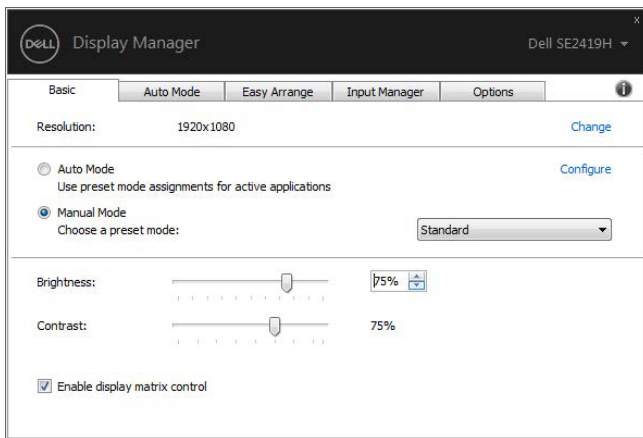 x
DELL Display Manager Dell SE2419H
Basic Auto Mode Easy Arrange Input Manager Options i
Resolution: 1920x1080 Change
Auto Mode Configure
Use preset mode assignments for active applications
Manual Mode
Choose a preset mode: Standard
Brightness: 75%
Contrast: 75%
Enable display matrix control